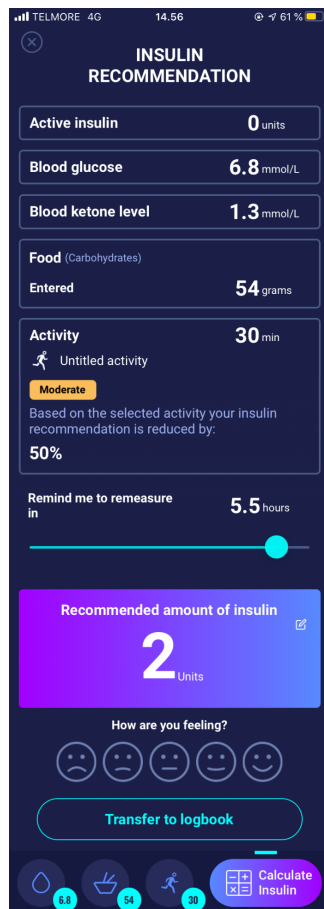 TELMORE 4G 14.56 61 %
INSULIN
RECOMMENDATION
Active insulin 0 units
Blood glucose 6.8 mmol/L
Blood ketone level 1.3 mmol/L
Food (Carbohydrates)
Entered 54 grams
Activity 30 min
Untitled activity
Moderate
Based on the selected activity your insulin
recommendation is reduced by:
50%
Remind me to remeasure
in 5.5 hours
Recommended amount of insulin
2 Units
How are you feeling?
Transfer to logbook
6.8 54 30 Calculate
Insulin